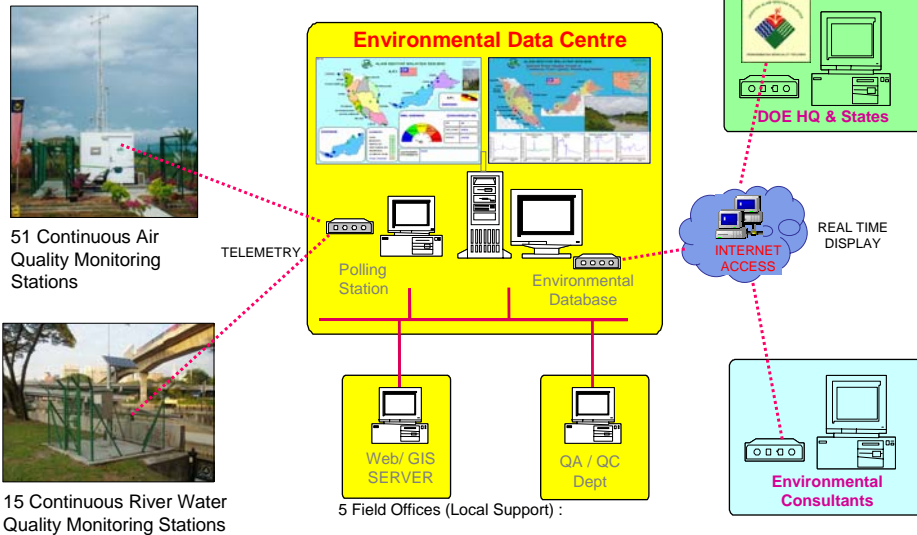 Environmental Data Centre
DOE HQ & States
51 Continuous Air
Quality Monitoring
Stations
TELEMETRY
Polling
Station
Environmental
Database
INTERNET
ACCESS
REAL TIME
DISPLAY
Web/ GIS
SERVER
QA / QC
Dept
Environmental
Consultants
15 Continuous River Water
Quality Monitoring Stations
5 Field Offices (Local Support) :